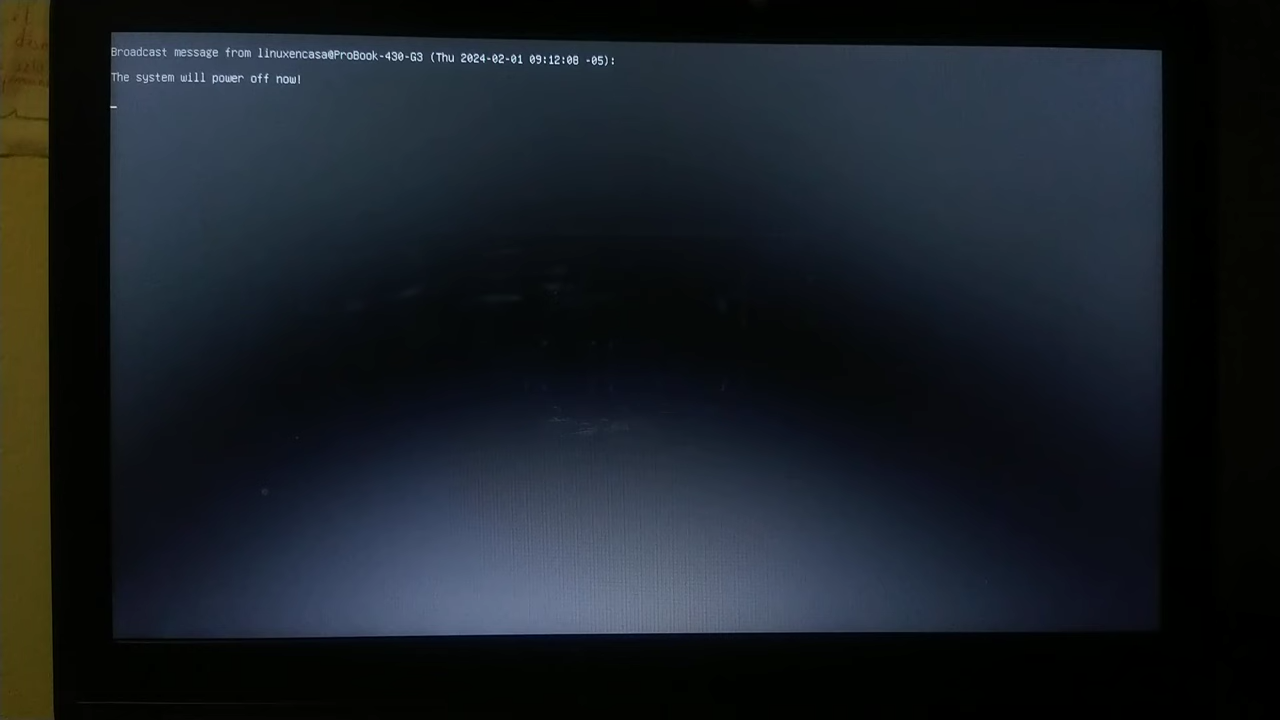 Broadcast message from linuxencasa@ProBook-430-G3 (Thu 2024-02-01 09:12:08 -05):
The system will power off now!